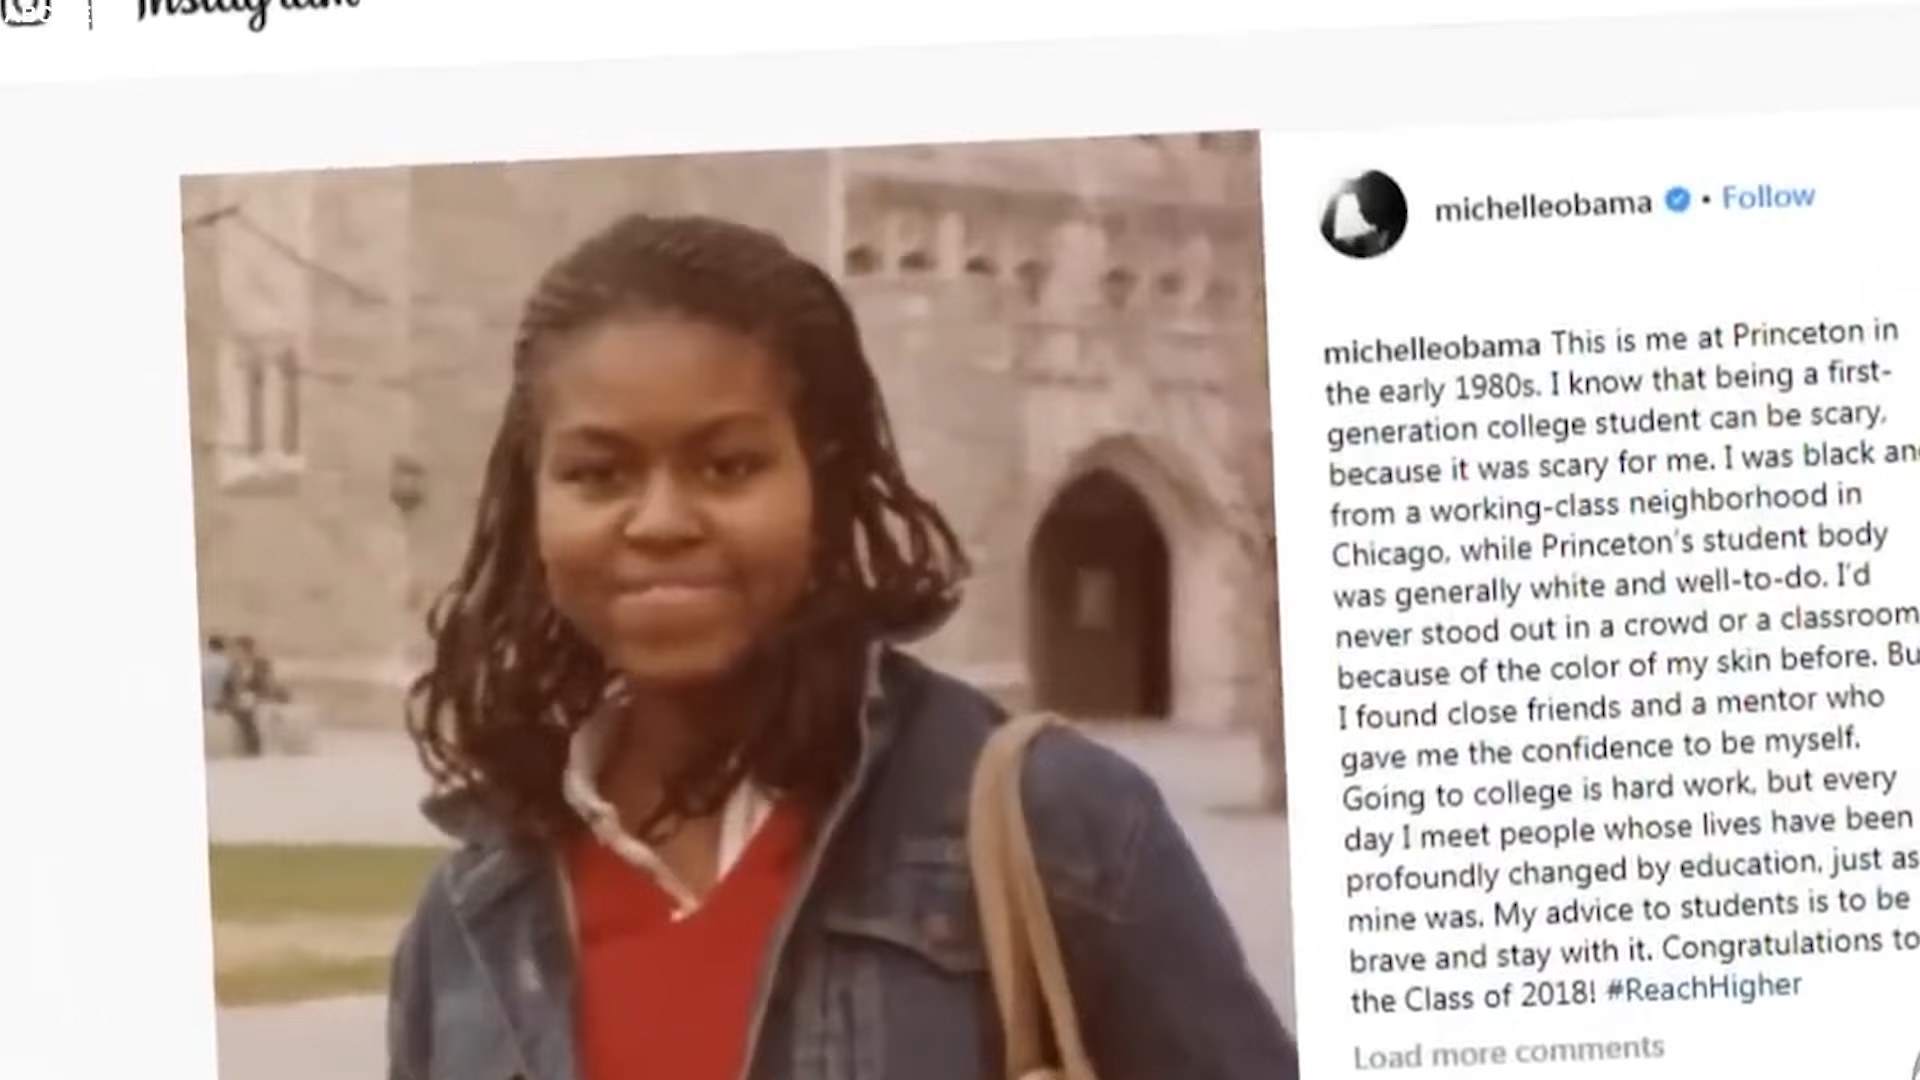 Instagram
michelleobama • Follow
michelleobama This is me at Princeton in
the early 1980s. I know that being a first-
generation college student can be scary,
because it was scary for me. I was black an
from a working-class neighborhood in
Chicago, while Princeton's student body
was generally white and well-to-do. I'd
never stood out in a crowd or a classroom
because of the color of my skin before. Bu
I found close friends and a mentor who
gave me the confidence to be myself.
Going to college is hard work, but every
day I meet people whose lives have been
profoundly changed by education, just as
mine was. My advice to students is to be
brave and stay with it. Congratulations to
the Class of 2018! #ReachHigher
Load more comments